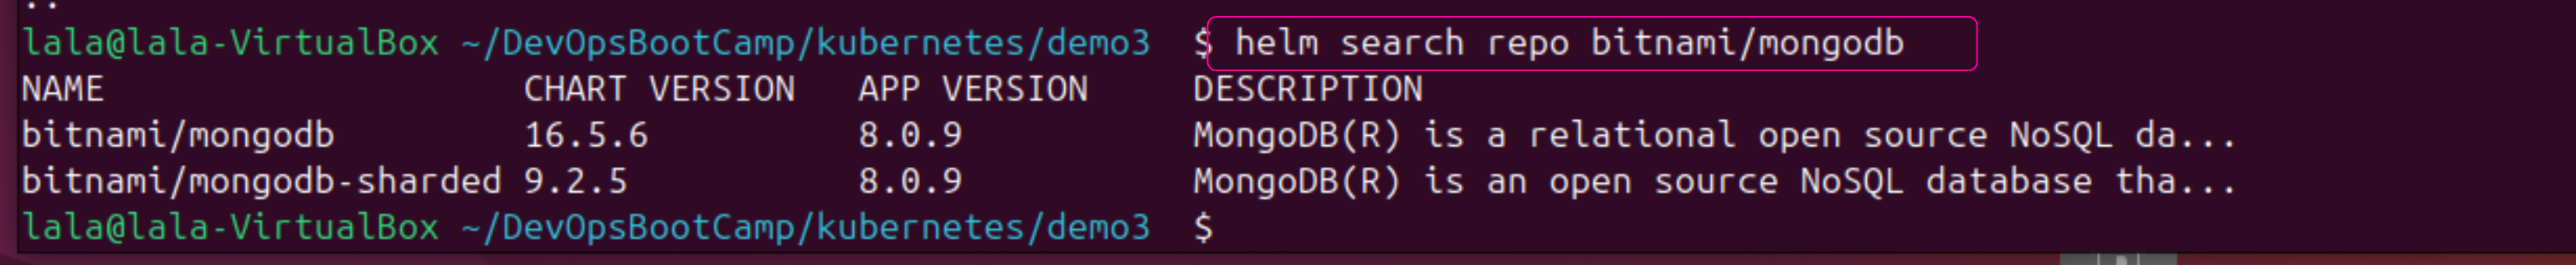 lala@lala-VirtualBox ~/DevOpsBootCamp/kubernetes/demo3 $ helm search repo bitnami/mongodb
NAME CHART VERSION APP VERSION DESCRIPTION
bitnami/mongodb 16.5.6 8.0.9 MongoDB(R) is a relational open source NoSQL da...
bitnami/mongodb-sharded 9.2.5 8.0.9 MongoDB(R) is an open source NoSQL database tha...
lala@lala-VirtualBox ~/DevOpsBootCamp/kubernetes/demo3 $